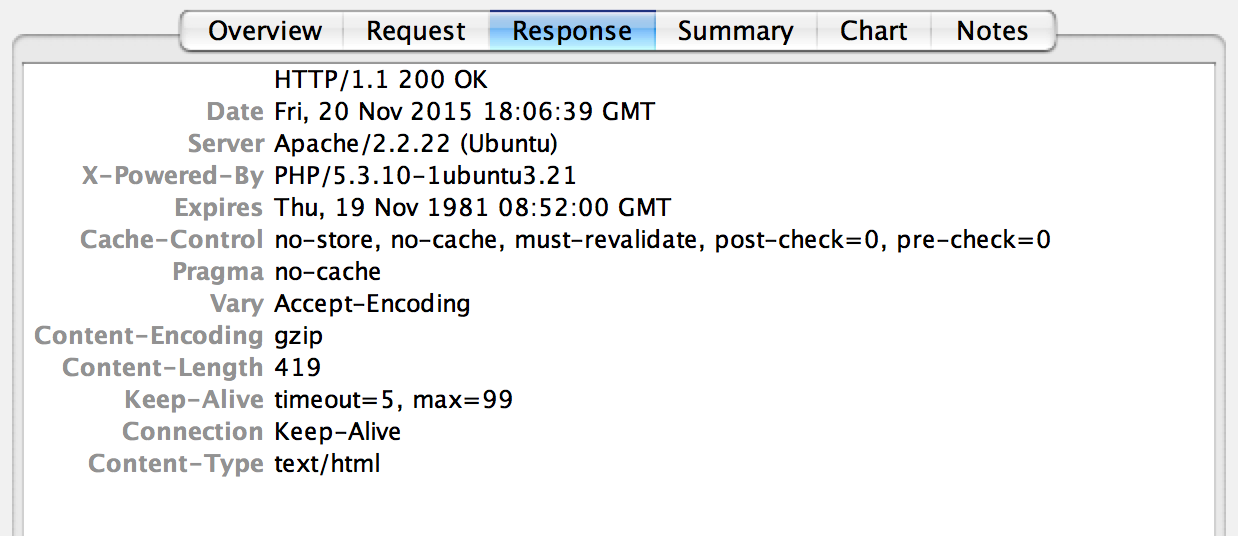 Overview Request Response Summary Chart Notes
HTTP/1.1 200 OK
Date Fri, 20 Nov 2015 18:06:39 GMT
Server Apache/2.2.22 (Ubuntu)
X-Powered-By PHP/5.3.10-1ubuntu3.21
Expires Thu, 19 Nov 1981 08:52:00 GMT
Cache-Control no-store, no-cache, must-revalidate, post-check=0, pre-check=0
Pragma no-cache
Vary Accept-Encoding
Content-Encoding gzip
Content-Length 419
Keep-Alive timeout=5, max=99
Connection Keep-Alive
Content-Type text/html